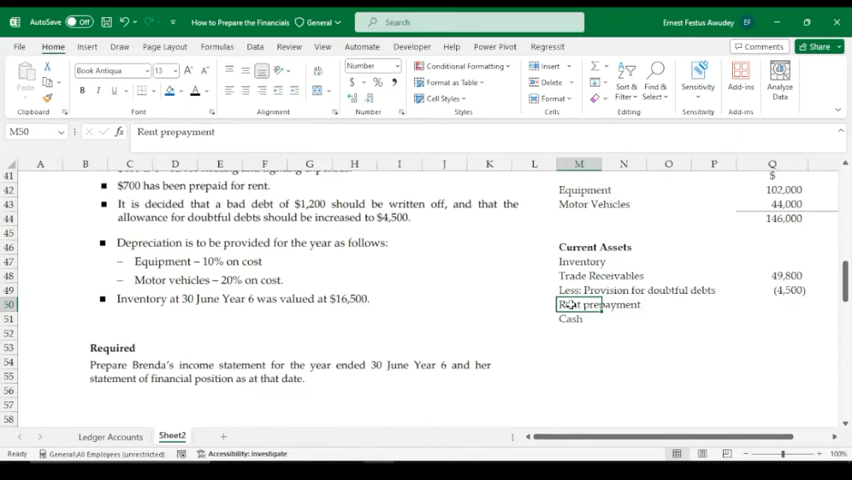 AutoSave Off How to Prepare the Financials General Search Ernest Festus Awudey EF
File Home Insert Draw Page Layout Formulas Data Review View Automate Developer Help Power Pivot Regressit Comments Share
Paste Book Antiqua 13 A A Number Conditional Formatting Insert Sort & Filter Find & Select Sensitivity Add-ins Analyze Data
B I U A $ % Format as Table Delete
Cell Styles Format
Clipboard Font Alignment Number Styles Cells Editing Sensitivity Add-ins
M50 fx Rent prepayment
A B C D E F G H I J K L M N O P Q
41 $
42 ■ $700 has been prepaid for rent. Equipment 102,000
43 ■ It is decided that a bad debt of $1,200 should be written off, and that the Motor Vehicles 44,000
44 allowance for doubtful debts should be increased to $4,500. 146,000
45
46 ■ Depreciation is to be provided for the year as follows: Current Assets
47 – Equipment – 10% on cost Inventory
48 – Motor vehicles – 20% on cost. Trade Receivables 49,800
49 ■ Inventory at 30 June Year 6 was valued at $16,500. Less: Provision for doubtful debts (4,500)
50 Rent prepayment
51 Cash
52
53 Required
54 Prepare Brenda's income statement for the year ended 30 June Year 6 and her
55 statement of financial position as at that date.
56
57
58
Ledger Accounts Sheet2
Ready General\All Employees (unrestricted) Accessibility: Investigate 100%